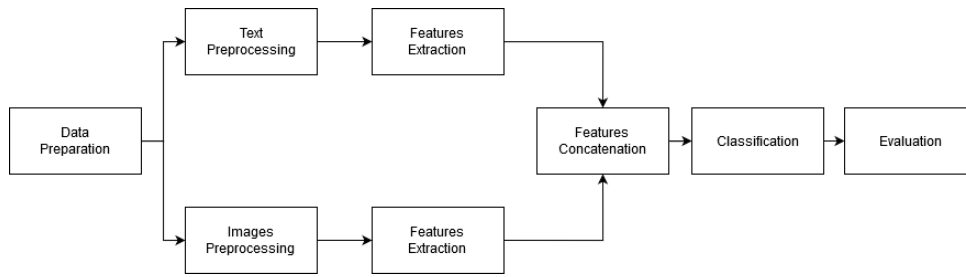 Text
Preprocessing
Features
Extraction
Data
Preparation
Features
Concatenation
Classification
Evaluation
Images
Preprocessing
Features
Extraction